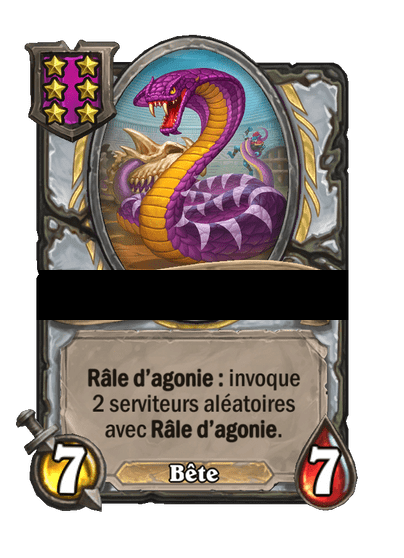 Râle d'agonie : invoque
2 serviteurs aléatoires
avec Râle d'agonie.
7
Bête
7